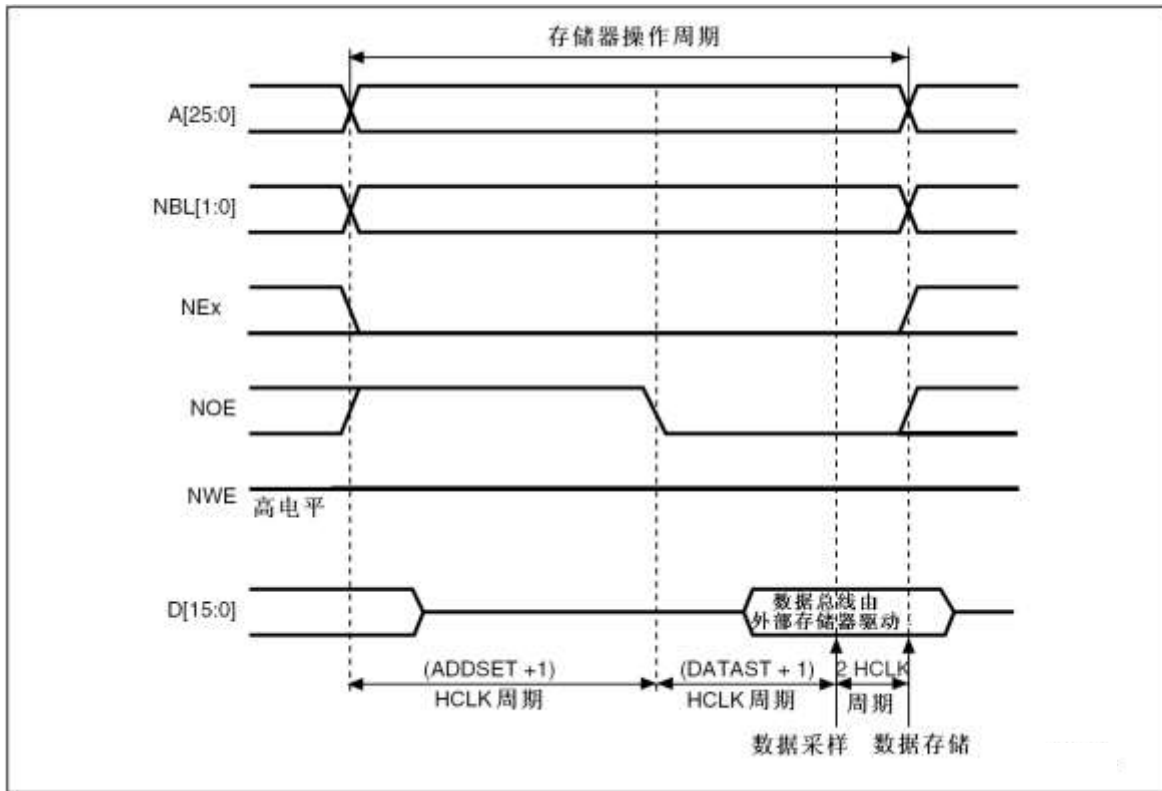 存储器操作周期
A[25:0]
NBL[1:0]
NEx
NOE
NWE
高电平
D[15:0]
数据总线由
外部存储器驱动
(ADDSET +1)
HCLK 周期
(DATAST + 1)
HCLK 周期
2 HCLK
周期
数据采样
数据存储